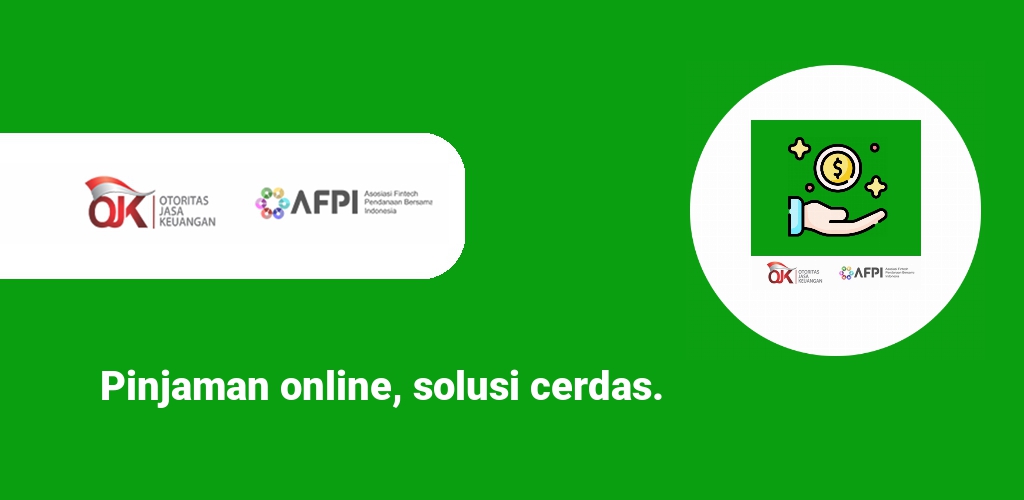 OJK
OTORITAS
JASA
KEUANGAN
AFPI
Asosiasi Fintech
Pendanaan Bersama
Indonesia
$
OJK
OTORITAS
JASA
KEUANGAN
AFPI
Asosiasi Fintech
Pendanaan Bersama
Indonesia
Pinjaman online, solusi cerdas.